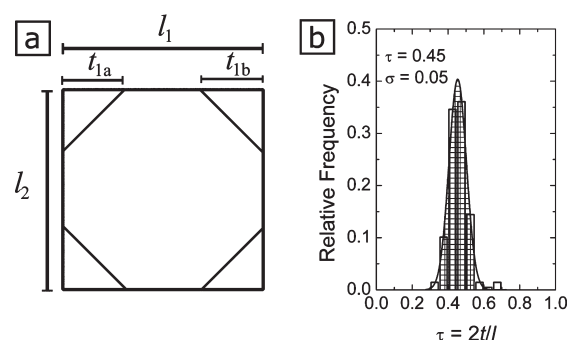 a
l₁
t₁ₐ
t₁b
l₂
b
τ = 0.45
σ = 0.05
Relative Frequency
0.5
0.4
0.3
0.2
0.1
0.0
0.0 0.2 0.4 0.6 0.8 1.0
τ = 2t/l